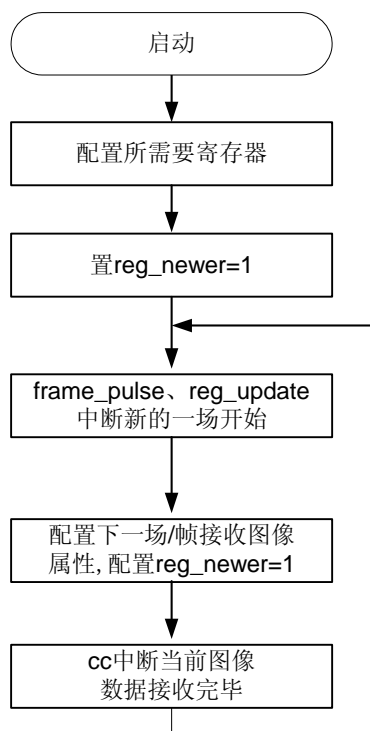 启动
配置所需要寄存器
置reg_newer=1
frame_pulse、reg_update
中断新的一场开始
配置下一场/帧接收图像
属性,配置reg_newer=1
cc中断当前图像
数据接收完毕